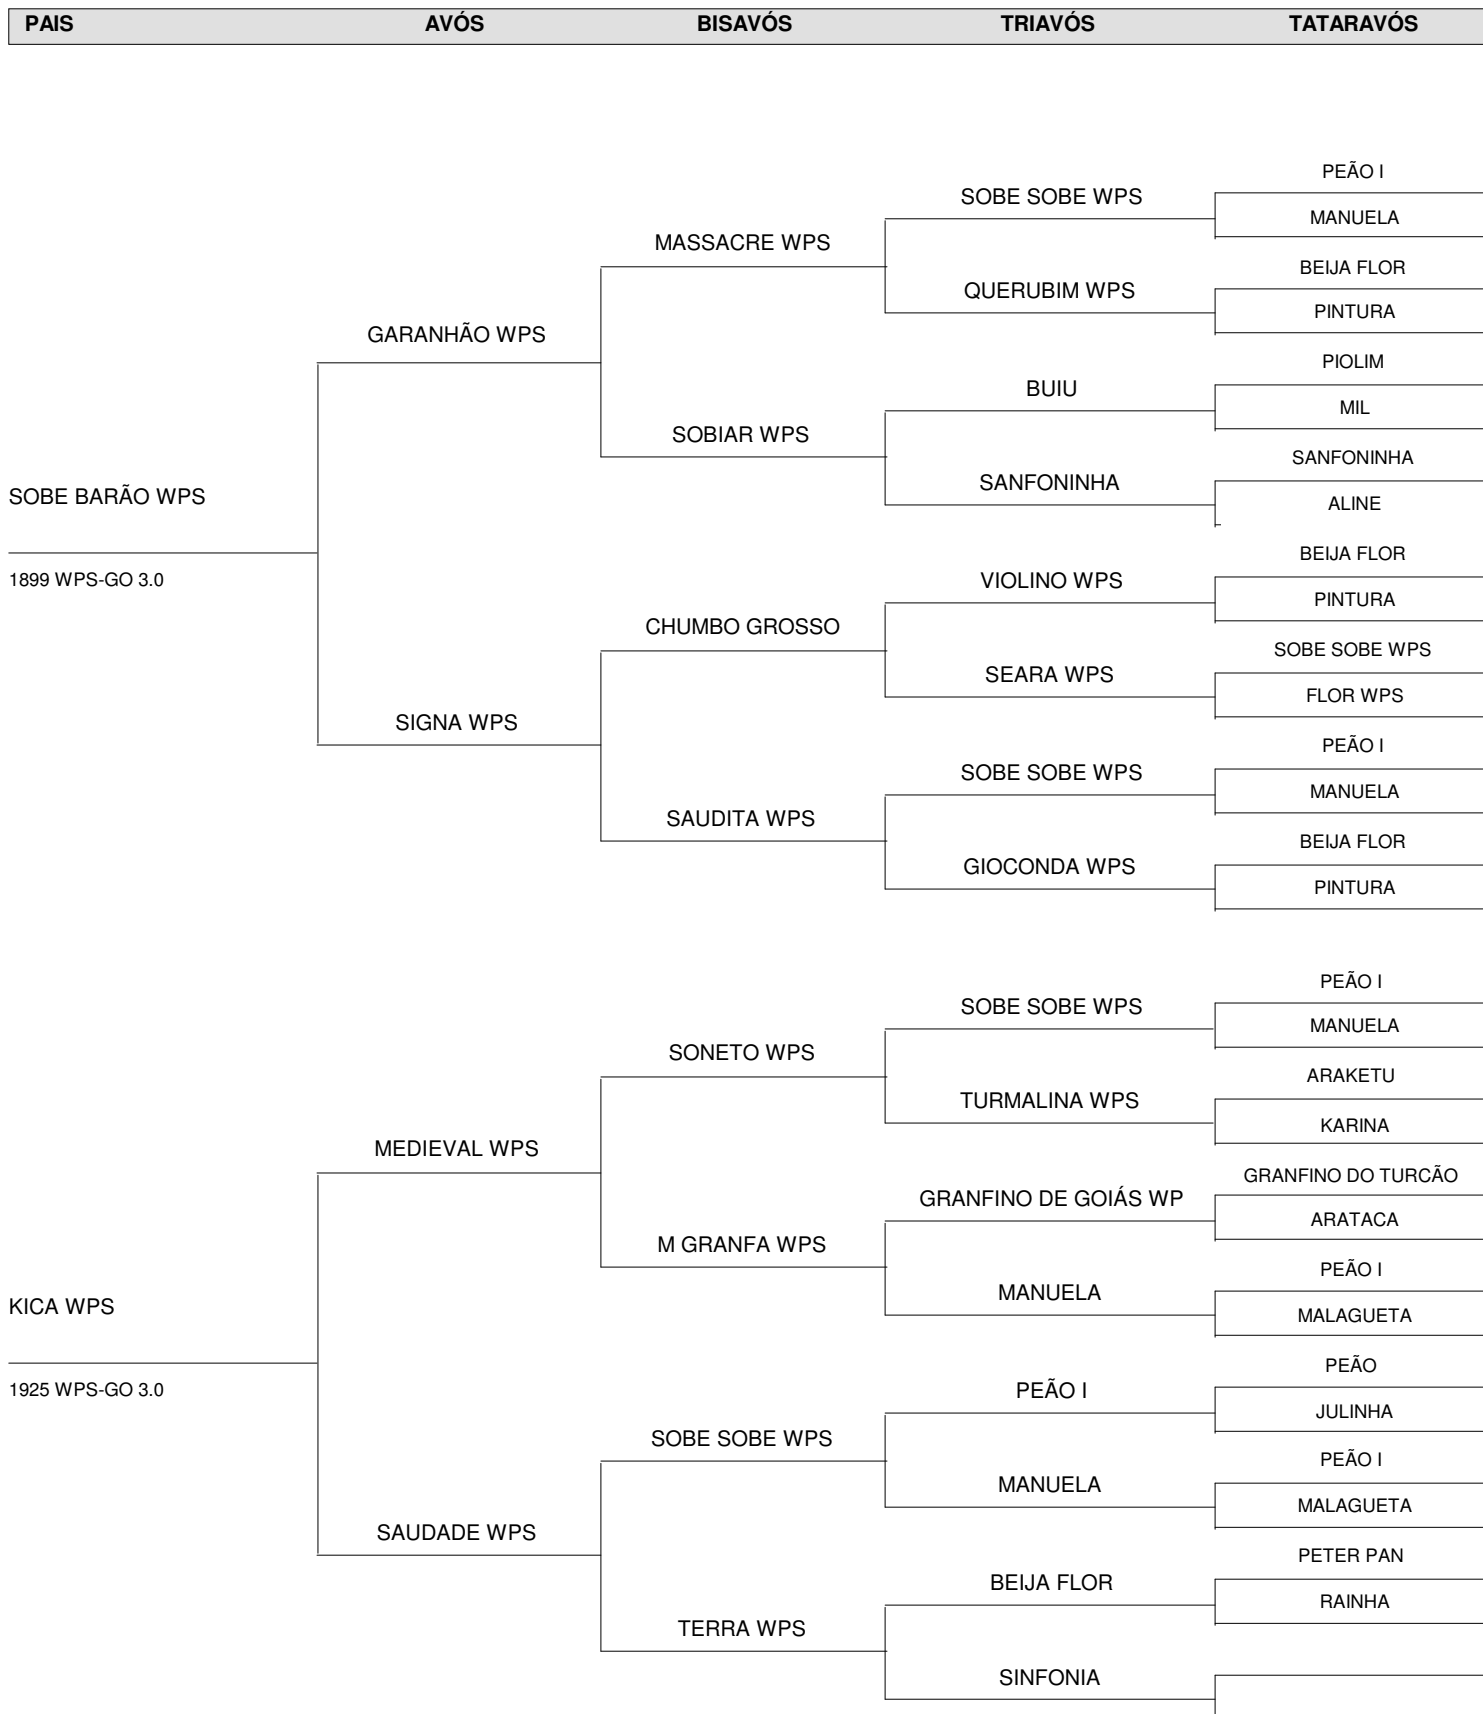 PAIS AVÓS BISAVÓS TRIAVÓS TATARAVÓS
PEÃO I
SOBE SOBE WPS
MANUELA
MASSACRE WPS
BEIJA FLOR
QUERUBIM WPS
PINTURA
GARANHÃO WPS
PIOLIM
BUIU
MIL
SOBIAR WPS
SANFONINHA
SANFONINHA
SOBE BARÃO WPS
ALINE
BEIJA FLOR
1899 WPS-GO 3.0
VIOLINO WPS
PINTURA
CHUMBO GROSSO
SOBE SOBE WPS
SEARA WPS
FLOR WPS
SIGNA WPS
PEÃO I
SOBE SOBE WPS
MANUELA
SAUDITA WPS
BEIJA FLOR
GIOCONDA WPS
PINTURA
PEÃO I
SOBE SOBE WPS
MANUELA
SONETO WPS
ARAKETU
TURMALINA WPS
KARINA
MEDIEVAL WPS
GRANFINO DO TURCÃO
GRANFINO DE GOIÁS WP
ARATACA
M GRANFA WPS
PEÃO I
MANUELA
KICA WPS
MALAGUETA
PEÃO
1925 WPS-GO 3.0
PEÃO I
JULINHA
SOBE SOBE WPS
PEÃO I
MANUELA
MALAGUETA
SAUDADE WPS
PETER PAN
BEIJA FLOR
RAINHA
TERRA WPS
SINFONIA